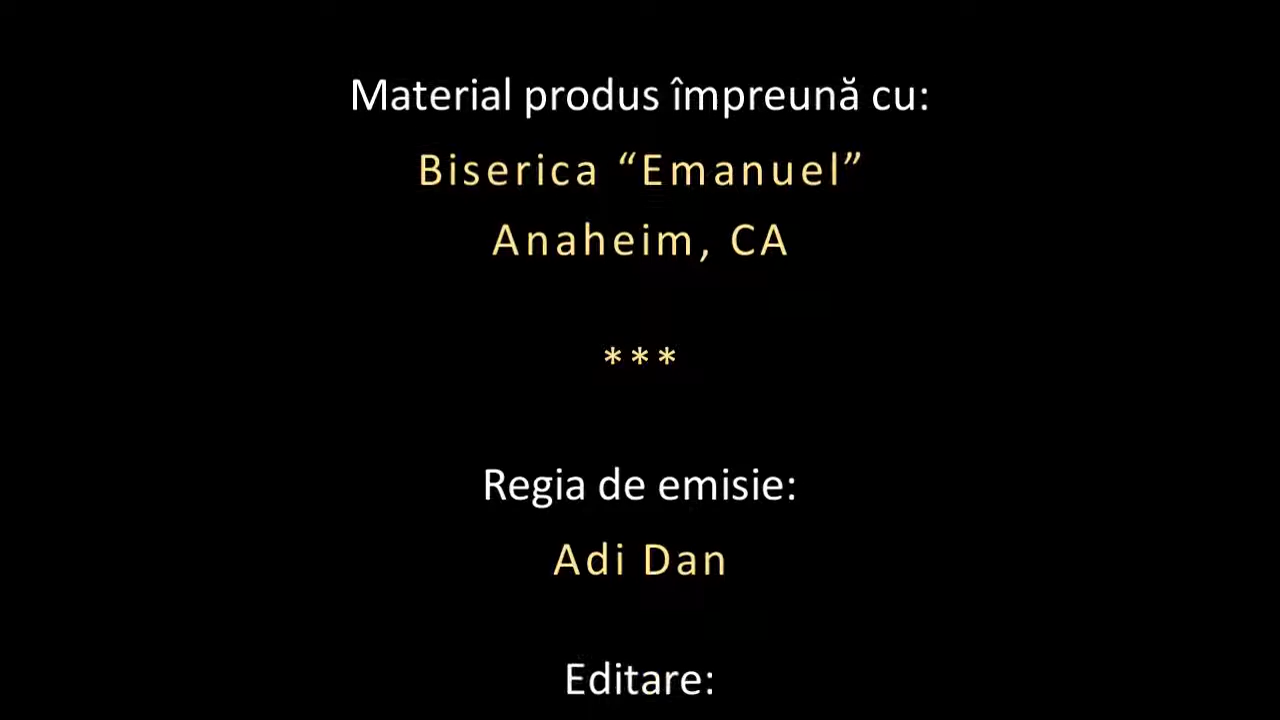 Material produs împreună cu:
Biserica “Emanuel”
Anaheim, CA
***
Regia de emisie:
Adi Dan
Editare: